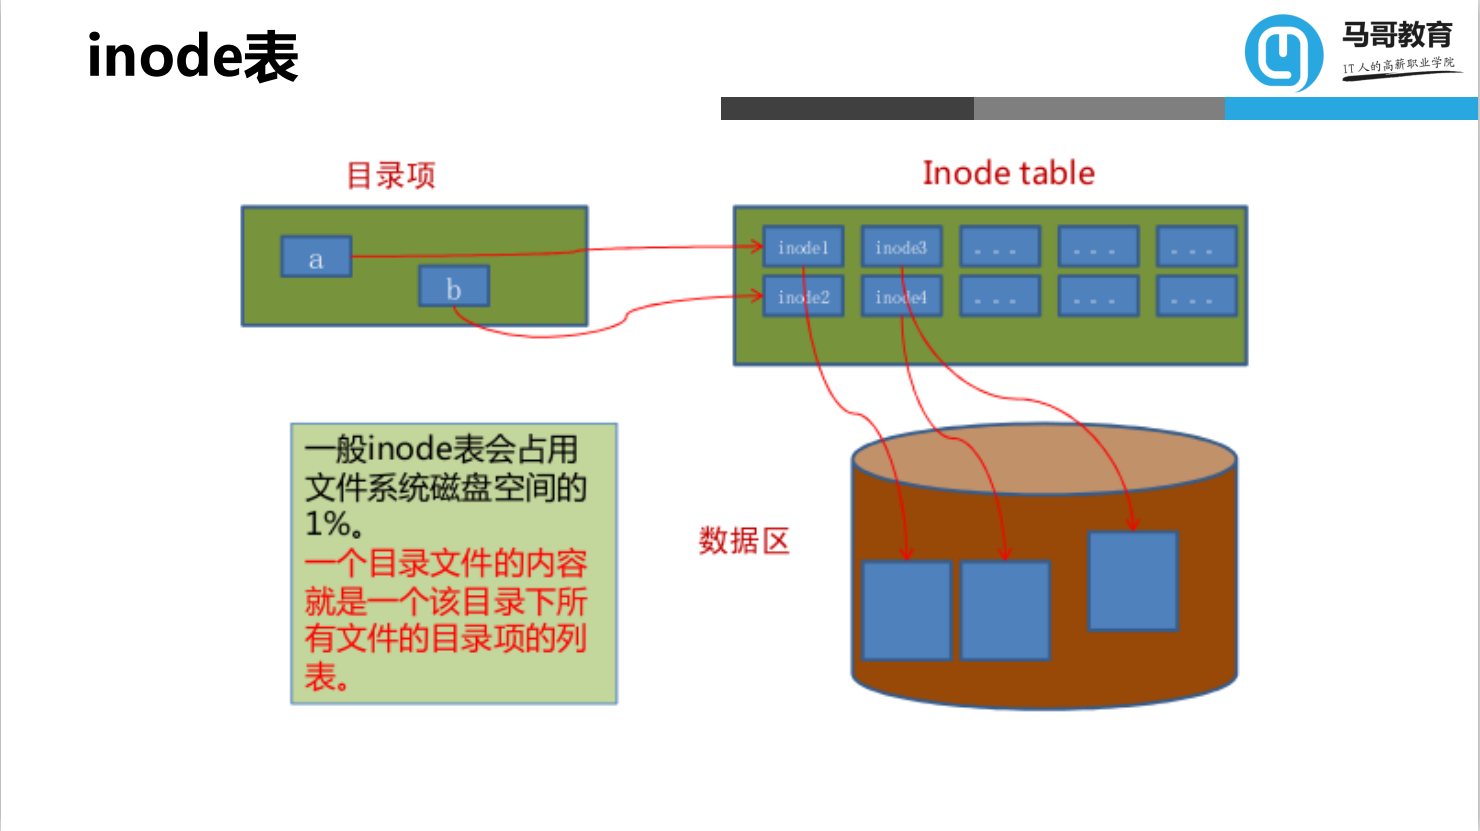 inode表
马哥教育
IT人的高薪职业学院
目录项
Inode table
a
b
inode1
inode3
. . .
. . .
. . .
inode2
inode4
. . .
. . .
. . .
一般inode表会占用
文件系统磁盘空间的
1%。
一个目录文件的内容
就是一个该目录下所
有文件的目录项的列
表。
数据区